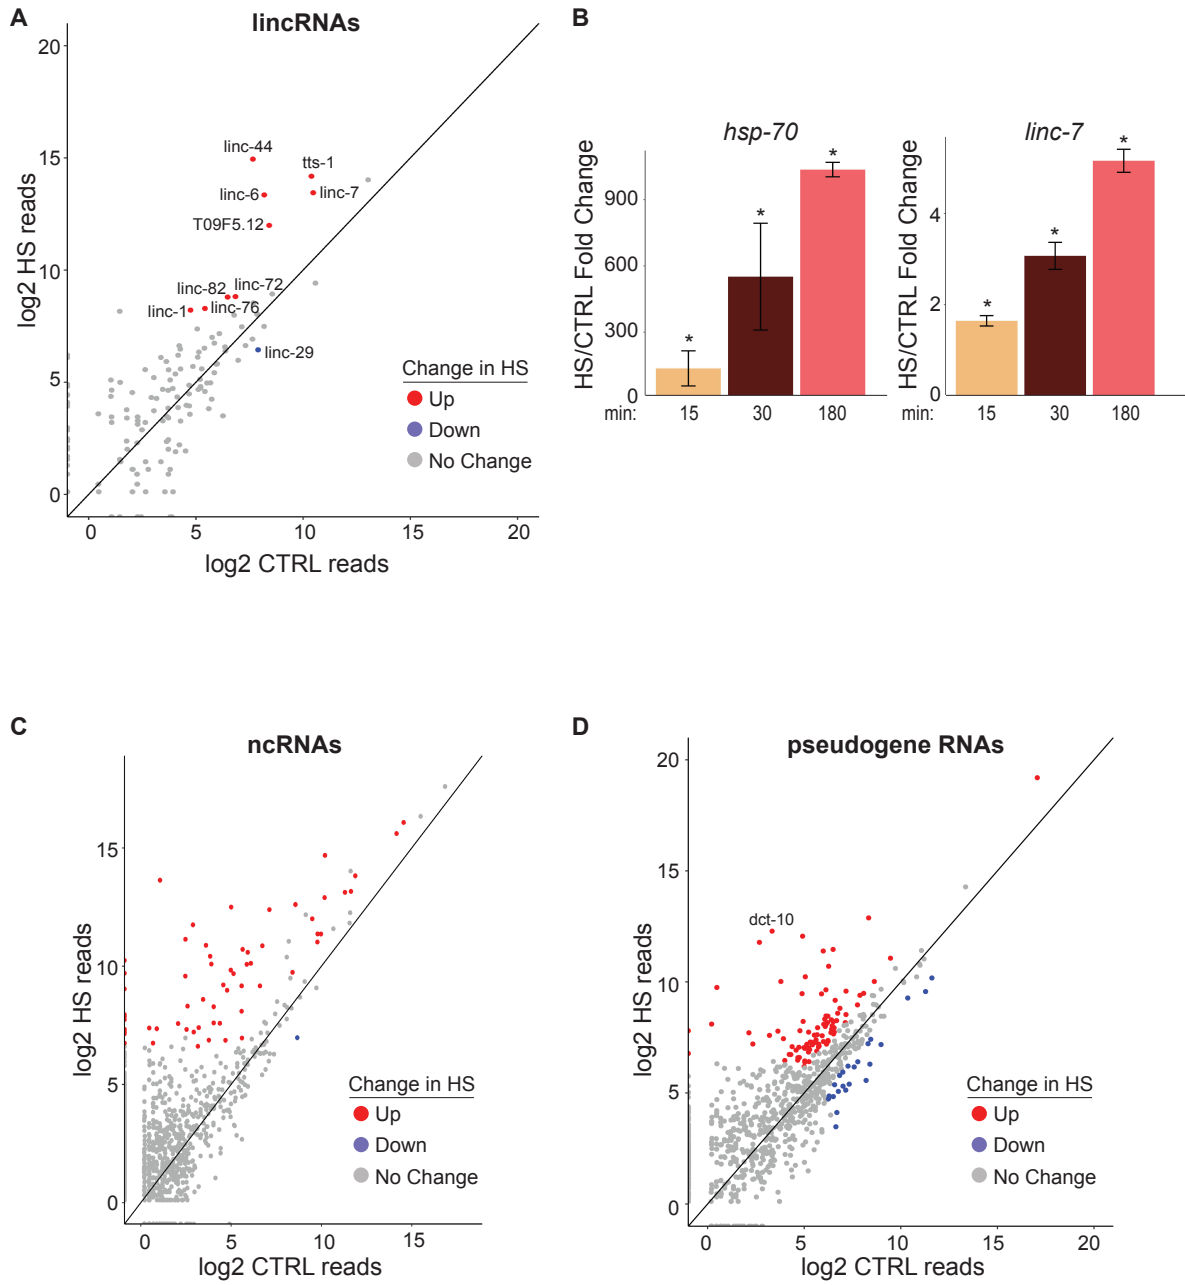 A
lincRNAs
log2 HS reads
20
15
10
5
0
linc-44
tts-1
linc-6
linc-7
T09F5.12
linc-82
linc-72
linc-1
linc-76
linc-29
Change in HS
Up
Down
No Change
0 5 10 15 20
log2 CTRL reads
B
hsp-70
HS/CTRL Fold Change
900
600
300
0
* * *
min: 15 30 180
linc-7
HS/CTRL Fold Change
4
2
0
* * *
min: 15 30 180
C
ncRNAs
log2 HS reads
15
10
5
0
Change in HS
Up
Down
No Change
0 5 10 15
log2 CTRL reads
D
pseudogene RNAs
log2 HS reads
20
15
10
5
0
dct-10
Change in HS
Up
Down
No Change
0 5 10 15 20
log2 CTRL reads